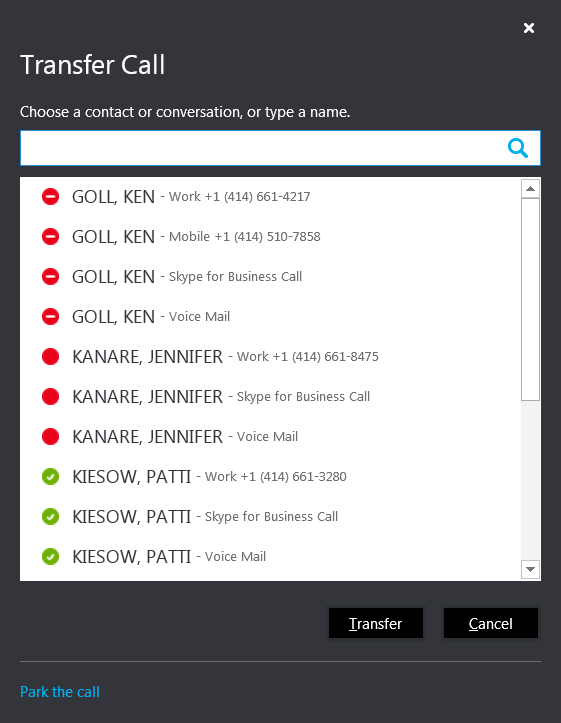 Transfer Call
Choose a contact or conversation, or type a name.
GOLL, KEN - Work +1 (414) 661-4217
GOLL, KEN - Mobile +1 (414) 510-7858
GOLL, KEN - Skype for Business Call
GOLL, KEN - Voice Mail
KANARE, JENNIFER - Work +1 (414) 661-8475
KANARE, JENNIFER - Skype for Business Call
KANARE, JENNIFER - Voice Mail
KIESOW, PATTI - Work +1 (414) 661-3280
KIESOW, PATTI - Skype for Business Call
KIESOW, PATTI - Voice Mail
Transfer Cancel
Park the call